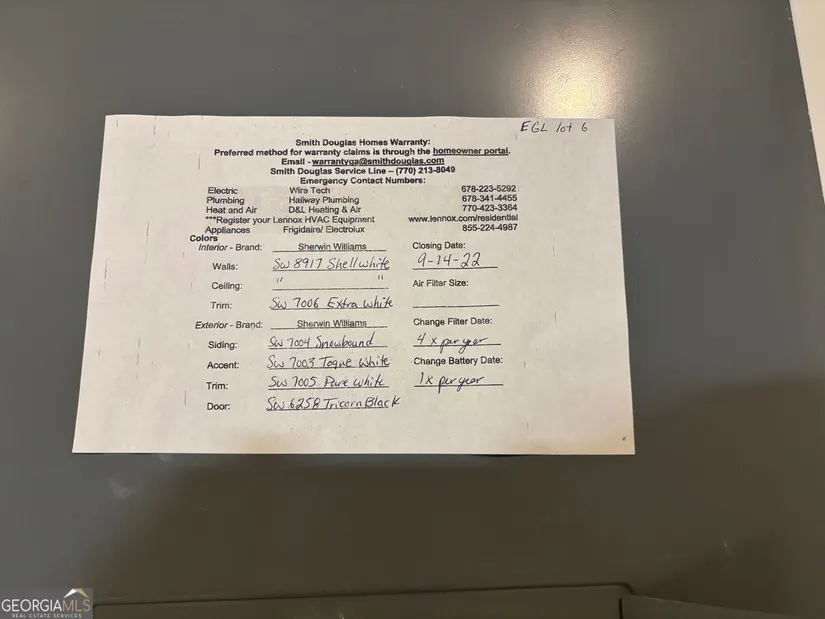 EGL lot 6
Smith Douglas Homes Warranty:
Preferred method for warranty claims is through the homeowner portal.
Email - warrantyga@smithdouglas.com
Smith Douglas Service Line – (770) 213-8049
Emergency Contact Numbers:
Electric Wire Tech 678-223-5292
Plumbing Hallway Plumbing 678-341-4455
Heat and Air D&L Heating & Air 770-423-3364
***Register your Lennox HVAC Equipment www.lennox.com/residential
Appliances Frigidaire/ Electrolux 855-224-4987
Colors
Interior - Brand: Sherwin Williams Closing Date:
Walls: SW 8917 Shell white 9-14-22
Ceiling: " " Air Filter Size:
Trim: SW 7006 Extra White
Exterior - Brand: Sherwin Williams Change Filter Date:
Siding: SW 7004 Snowbound 4 x per year
Accent: SW 7003 Toque White Change Battery Date:
Trim: SW 7005 Pure White 1x per year
Door: SW 6258 Tricorn Black
GEORGIAMLS
REAL ESTATE SERVICES